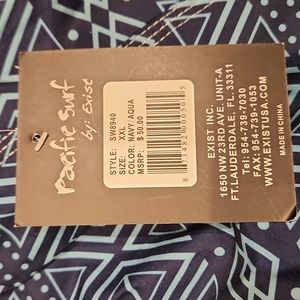 Pacific Surf
by: Exist
STYLE: SW8940
SIZE: XXL
COLOR: NAVY/AQUA
MSRP: $ 50.00
EXIST INC.
1650 NW 23RD AVE. UNIT-A
FT.LAUDERDALE, FL. 33311
Tel: 954-739-7030
FAX: 954-739-1053
WWW.EXISTUSA.COM
MADE IN CHINA